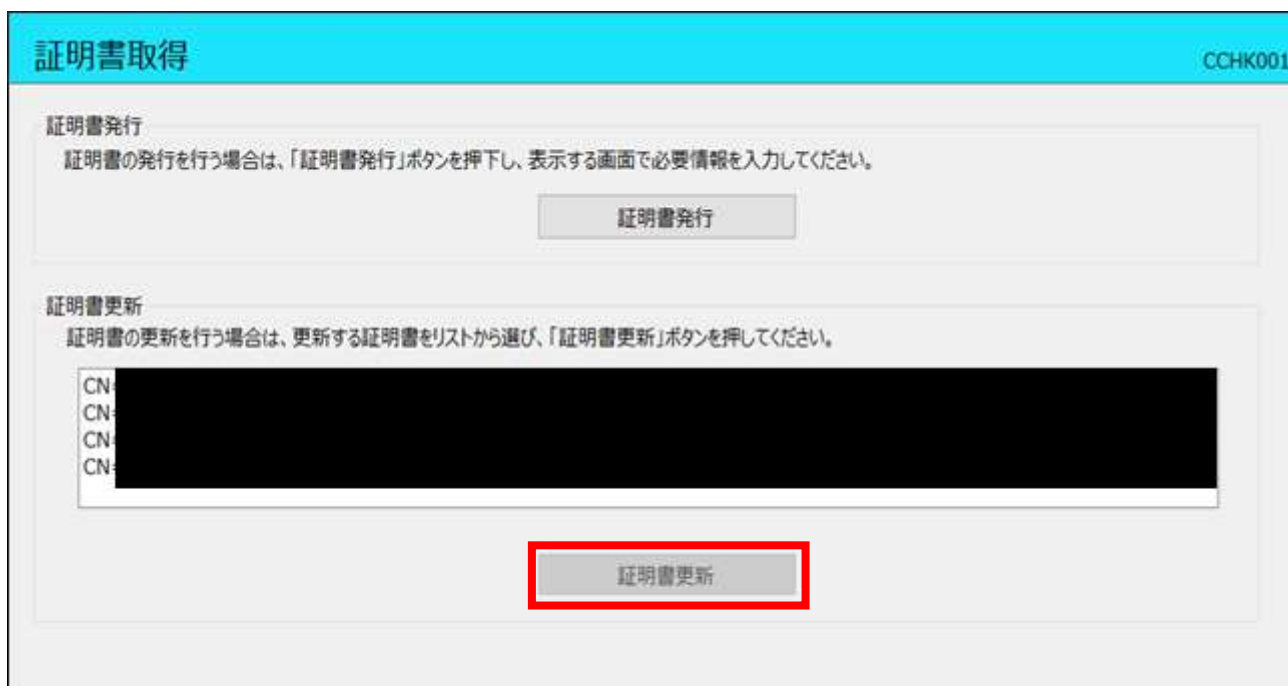 証明書取得
CCHK001
証明書発行
証明書の発行を行う場合は、「証明書発行」ボタンを押下し、表示する画面で必要情報を入力してください。
証明書発行
証明書更新
証明書の更新を行う場合は、更新する証明書をリストから選び、「証明書更新」ボタンを押してください。
CN=
CN=
CN=
CN=
証明書更新